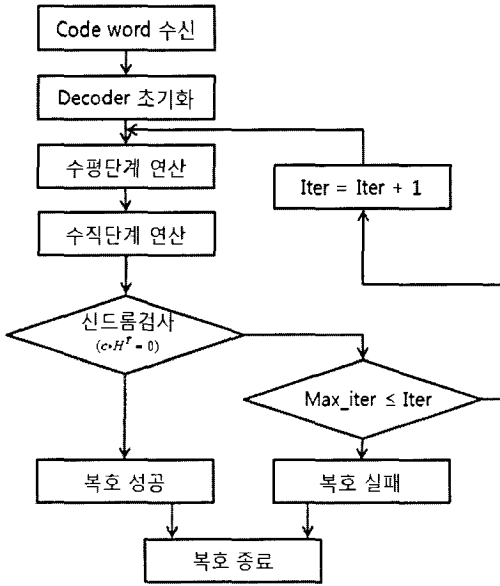 Code word 수신
Decoder 초기화
수평단계 연산
Iter = Iter + 1
수직단계 연산
신드롬검사
(c*H^T = 0)
Max_iter ≤ Iter
복호 성공
복호 실패
복호 종료